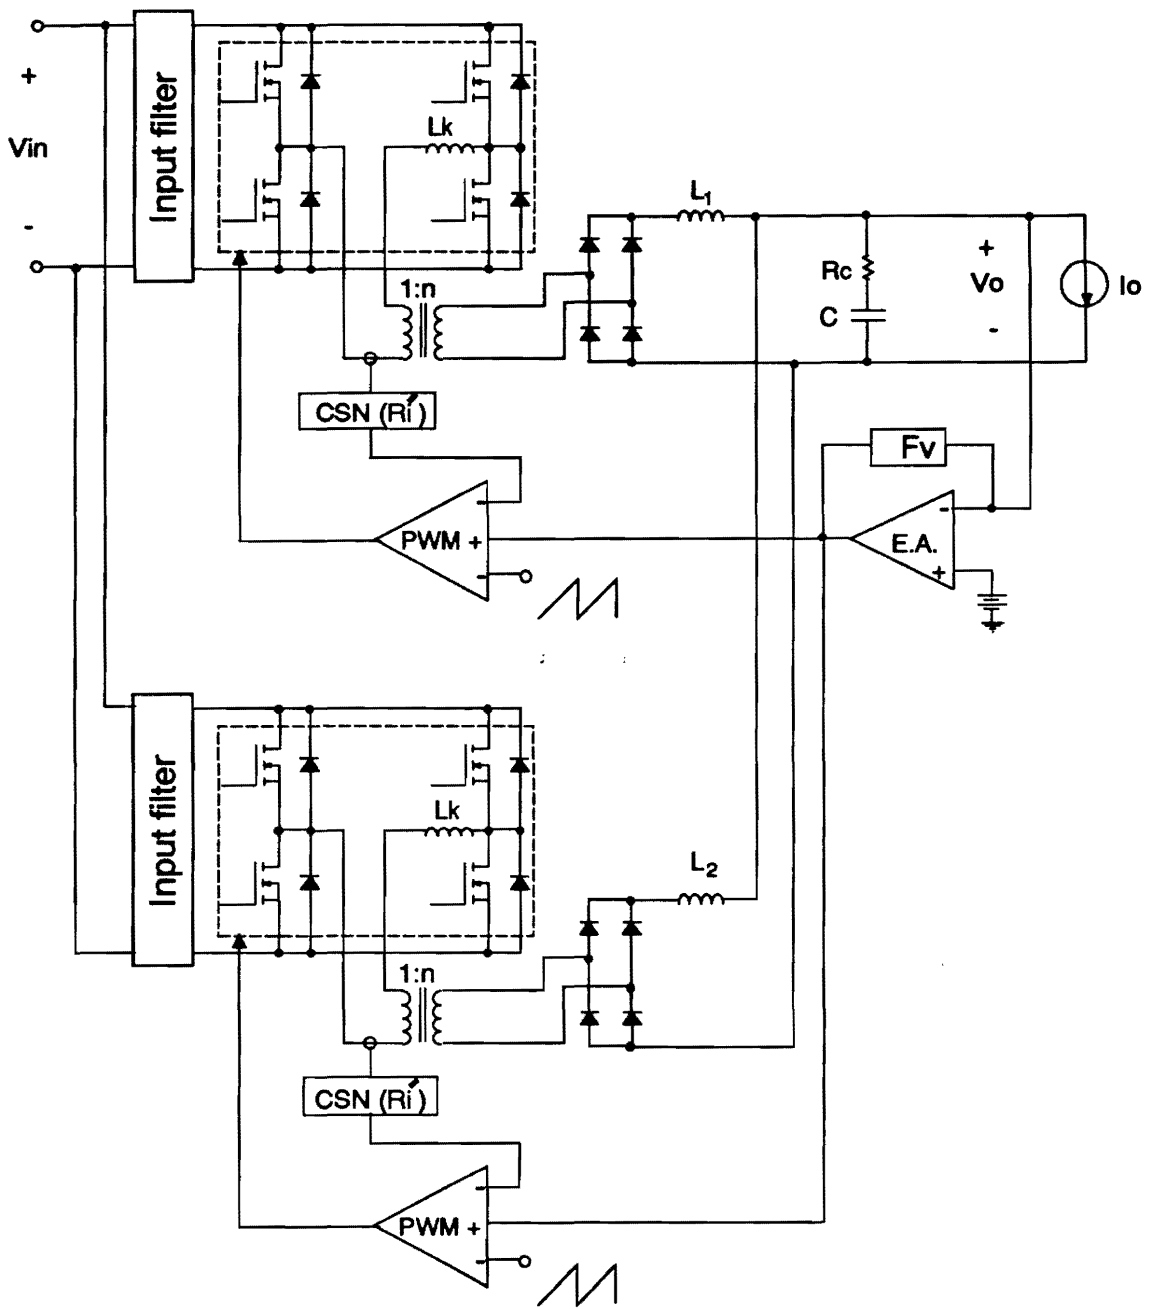 +
Vin
-
Input filter
Lk
1:n
CSN (Ri')
PWM +
-
-
L1
Rc
C
+
Vo
-
Io
Fv
-
E.A.
+
Input filter
Lk
1:n
CSN (Ri')
PWM +
-
-
L2